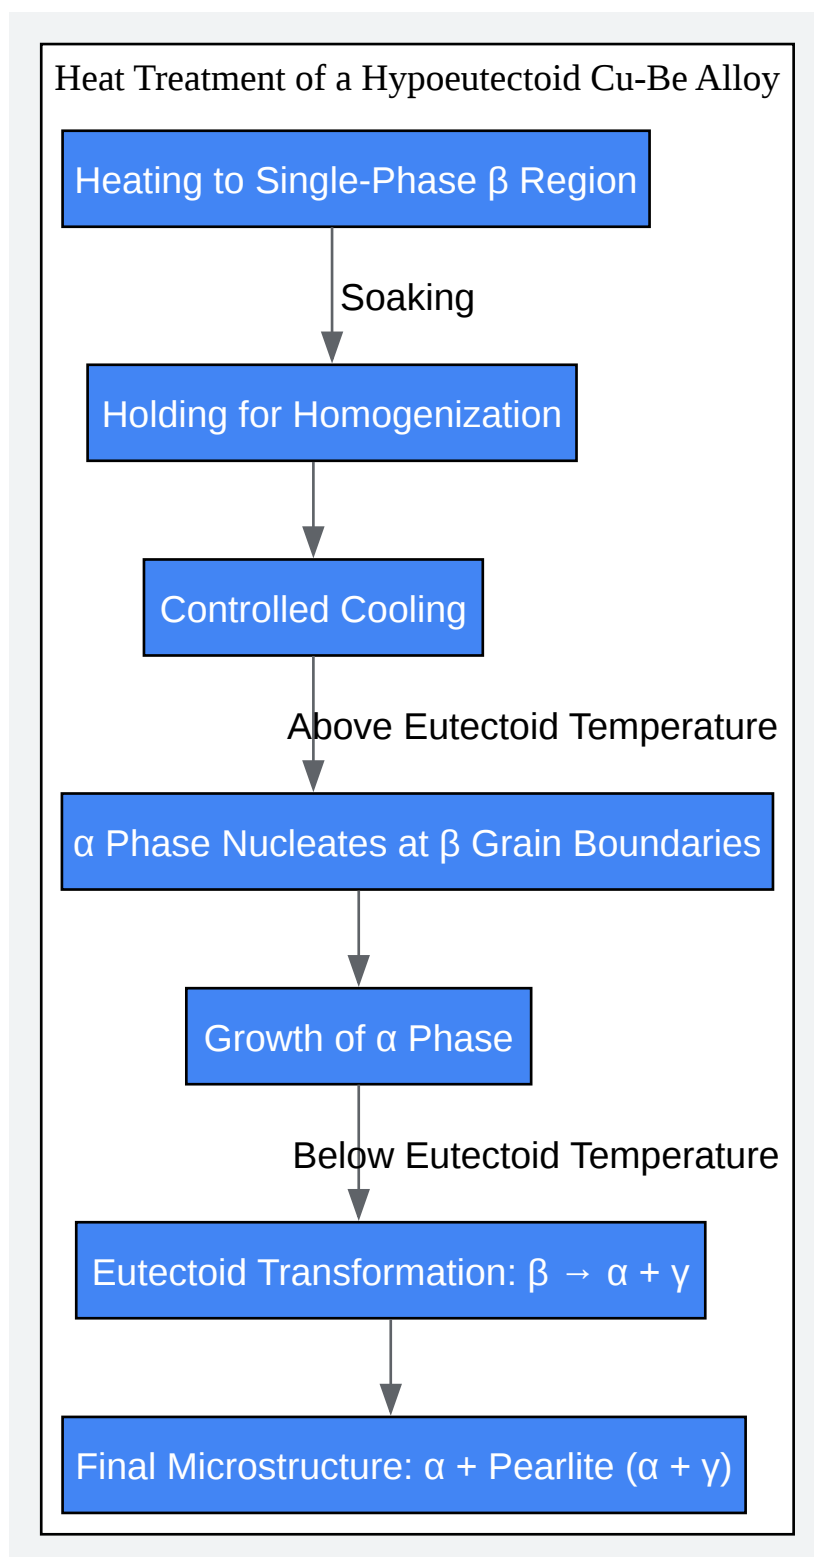 Heat Treatment of a Hypoeutectoid Cu-Be Alloy
Heating to Single-Phase β Region
Soaking
Holding for Homogenization
Controlled Cooling
Above Eutectoid Temperature
α Phase Nucleates at β Grain Boundaries
Growth of α Phase
Below Eutectoid Temperature
Eutectoid Transformation: β → α + γ
Final Microstructure: α + Pearlite (α + γ)